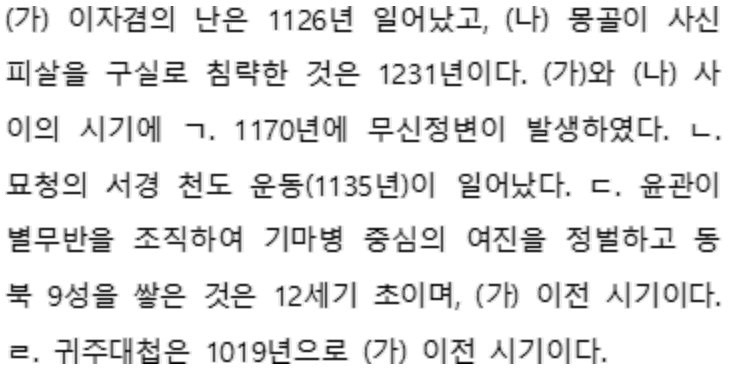 (가) 이자겸의 난은 1126년 일어났고, (나) 몽골이 사신
피살을 구실로 침략한 것은 1231년이다. (가)와 (나) 사
이의 시기에 ㄱ. 1170년에 무신정변이 발생하였다. ㄴ.
묘청의 서경 천도 운동(1135년)이 일어났다. ㄷ. 윤관이
별무반을 조직하여 기마병 중심의 여진을 정벌하고 동
북 9성을 쌓은 것은 12세기 초이며, (가) 이전 시기이다.
ㄹ. 귀주대첩은 1019년으로 (가) 이전 시기이다.